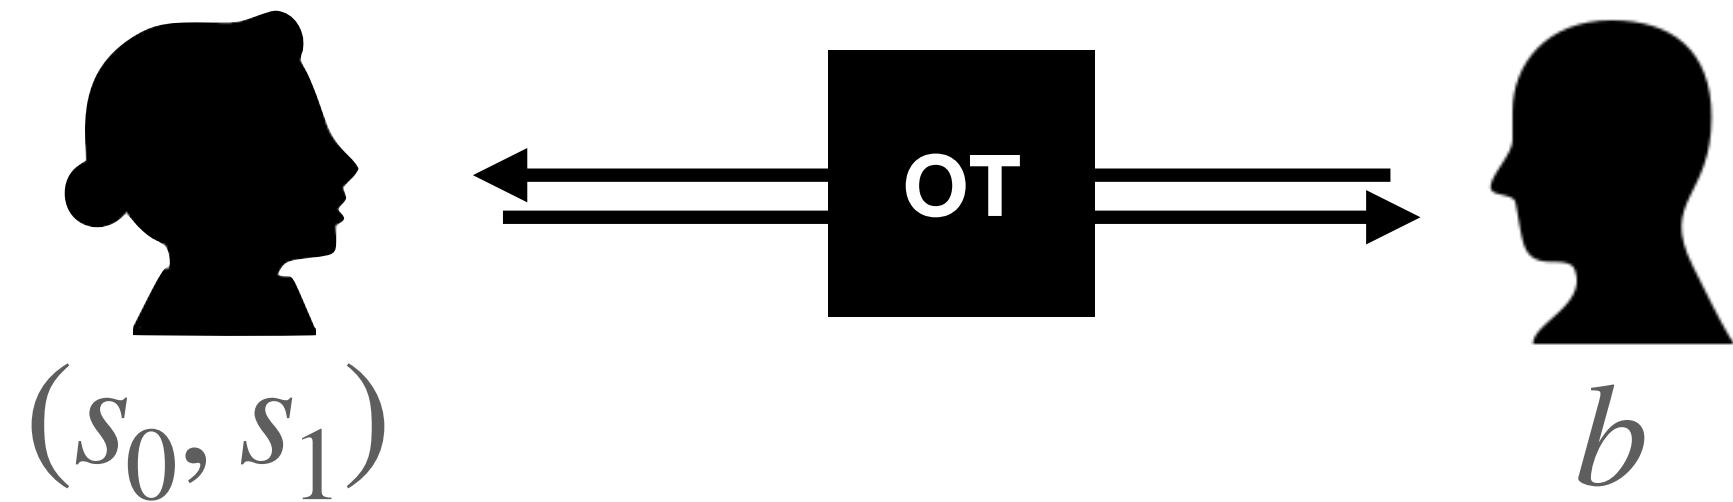 OT
(s₀, s₁)
b